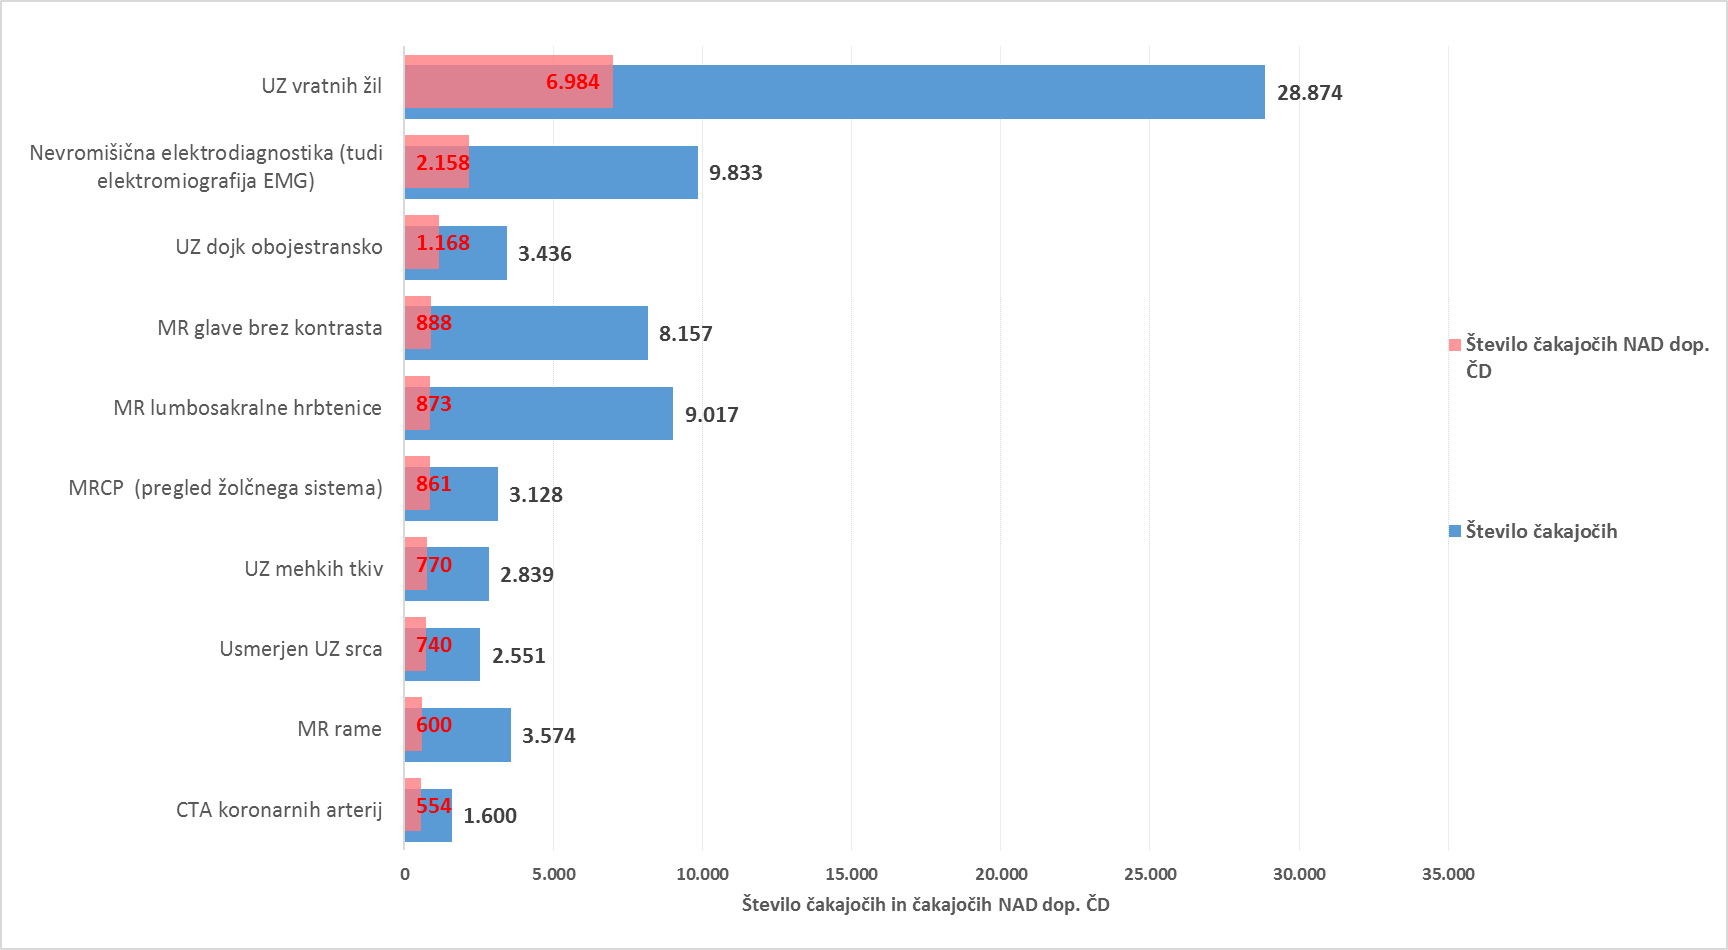 UZ vratnih žil
6.984
28.874
Nevromišična elektrodiagnostika (tudi
elektromiografija EMG)
2.158
9.833
UZ dojk obojestransko
1.168
3.436
MR glave brez kontrasta
888
8.157
MR lumbosakralne hrbtenice
873
9.017
MRCP  (pregled žolčnega sistema)
861
3.128
UZ mehkih tkiv
770
2.839
Usmerjen UZ srca
740
2.551
MR rame
600
3.574
CTA koronarnih arterij
554
1.600
0
5.000
10.000
15.000
20.000
25.000
30.000
35.000
Število čakajočih in čakajočih NAD dop. ČD
Število čakajočih NAD dop.
ČD
Število čakajočih